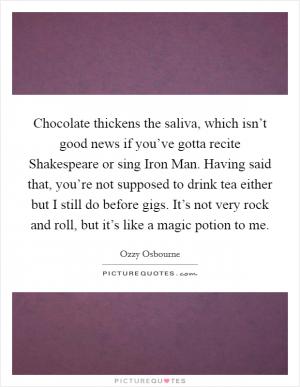 Chocolate thickens the saliva, which isn't
good news if you've gotta recite
Shakespeare or sing Iron Man. Having said
that, you're not supposed to drink tea either
but I still do before gigs. It's not very rock
and roll, but it's like a magic potion to me.
Ozzy Osbourne
PICTUREQUOTES.com
PICTUREQUOTES